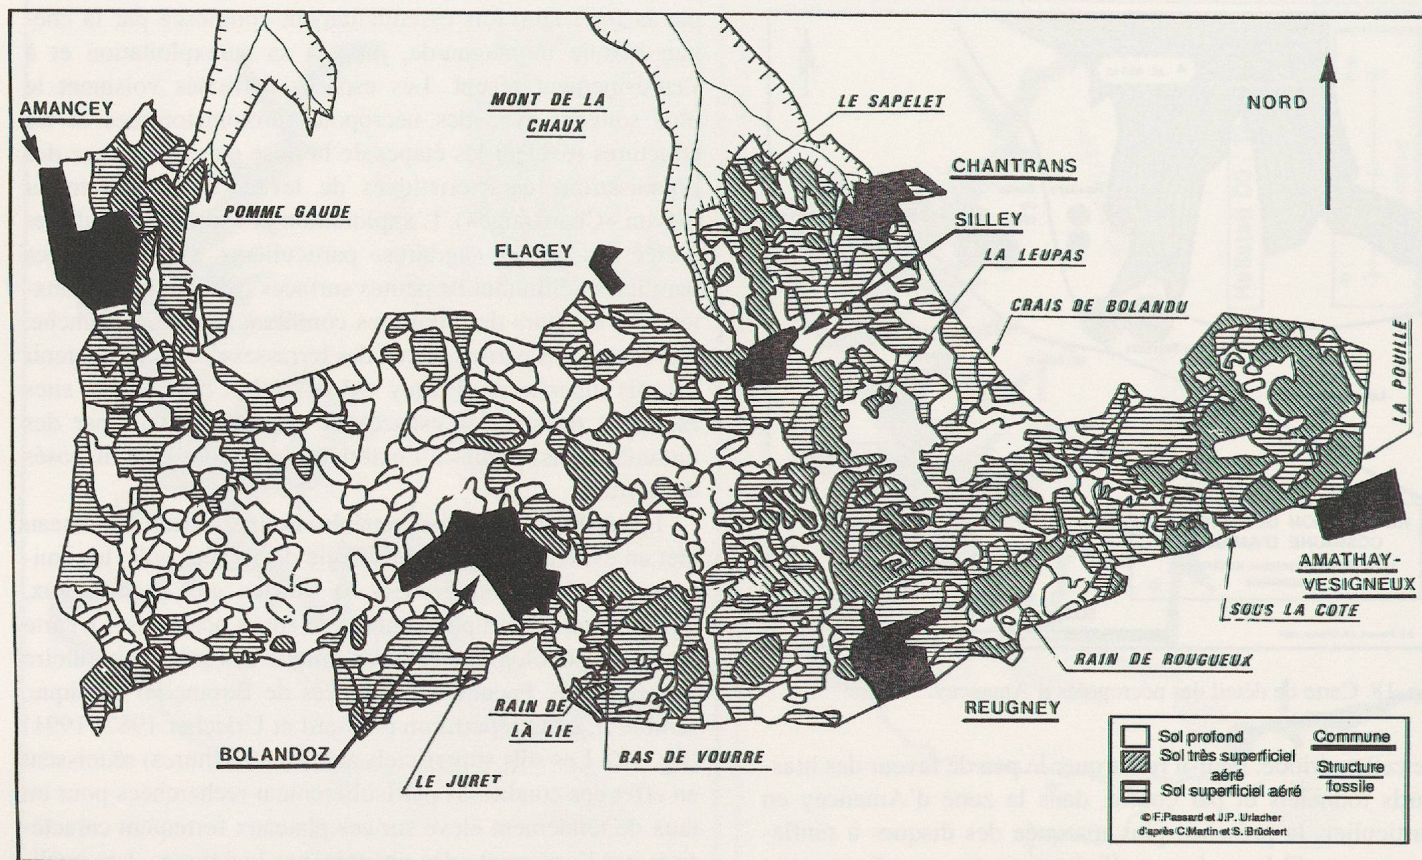 AMANCEY
MONT DE LA
CHAUX
LE SAPELET
NORD
CHANTRANS
POMME GAUDE
SILLEY
FLAGEY
LA LEUPAS
CRAIS DE BOLANDU
LA POUILLE
AMATHAY-
VESIGNEUX
SOUS LA COTE
RAIN DE ROUGUEUX
REUGNEY
RAIN DE
LA LIE
BOLANDOZ
BAS DE VOURRE
LE JURET
Sol profond
Sol très superficiel
aéré
Sol superficiel aéré
Commune
Structure
fossile
© F.Passard et J.P. Urlacher
d'après C.Martin et S. Brückert